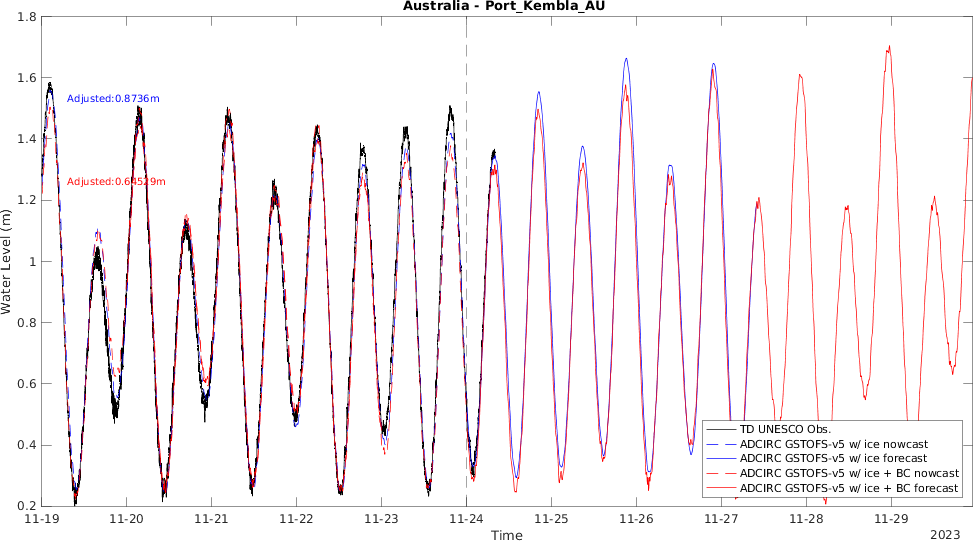 Australia - Port_Kembla_AU
1.8
1.6
1.4
1.2
1
0.8
0.6
0.4
0.2
Water Level (m)
Adjusted:0.8736m
Adjusted:0.64529m
TD UNESCO Obs.
ADCIRC GSTOFS-v5 w/ ice nowcast
ADCIRC GSTOFS-v5 w/ ice forecast
ADCIRC GSTOFS-v5 w/ice + BC nowcast
ADCIRC GSTOFS-v5 w/ice + BC forecast
11-19 11-20 11-21 11-22 11-23 11-24 11-25 11-26 11-27 11-28 11-29
Time
2023